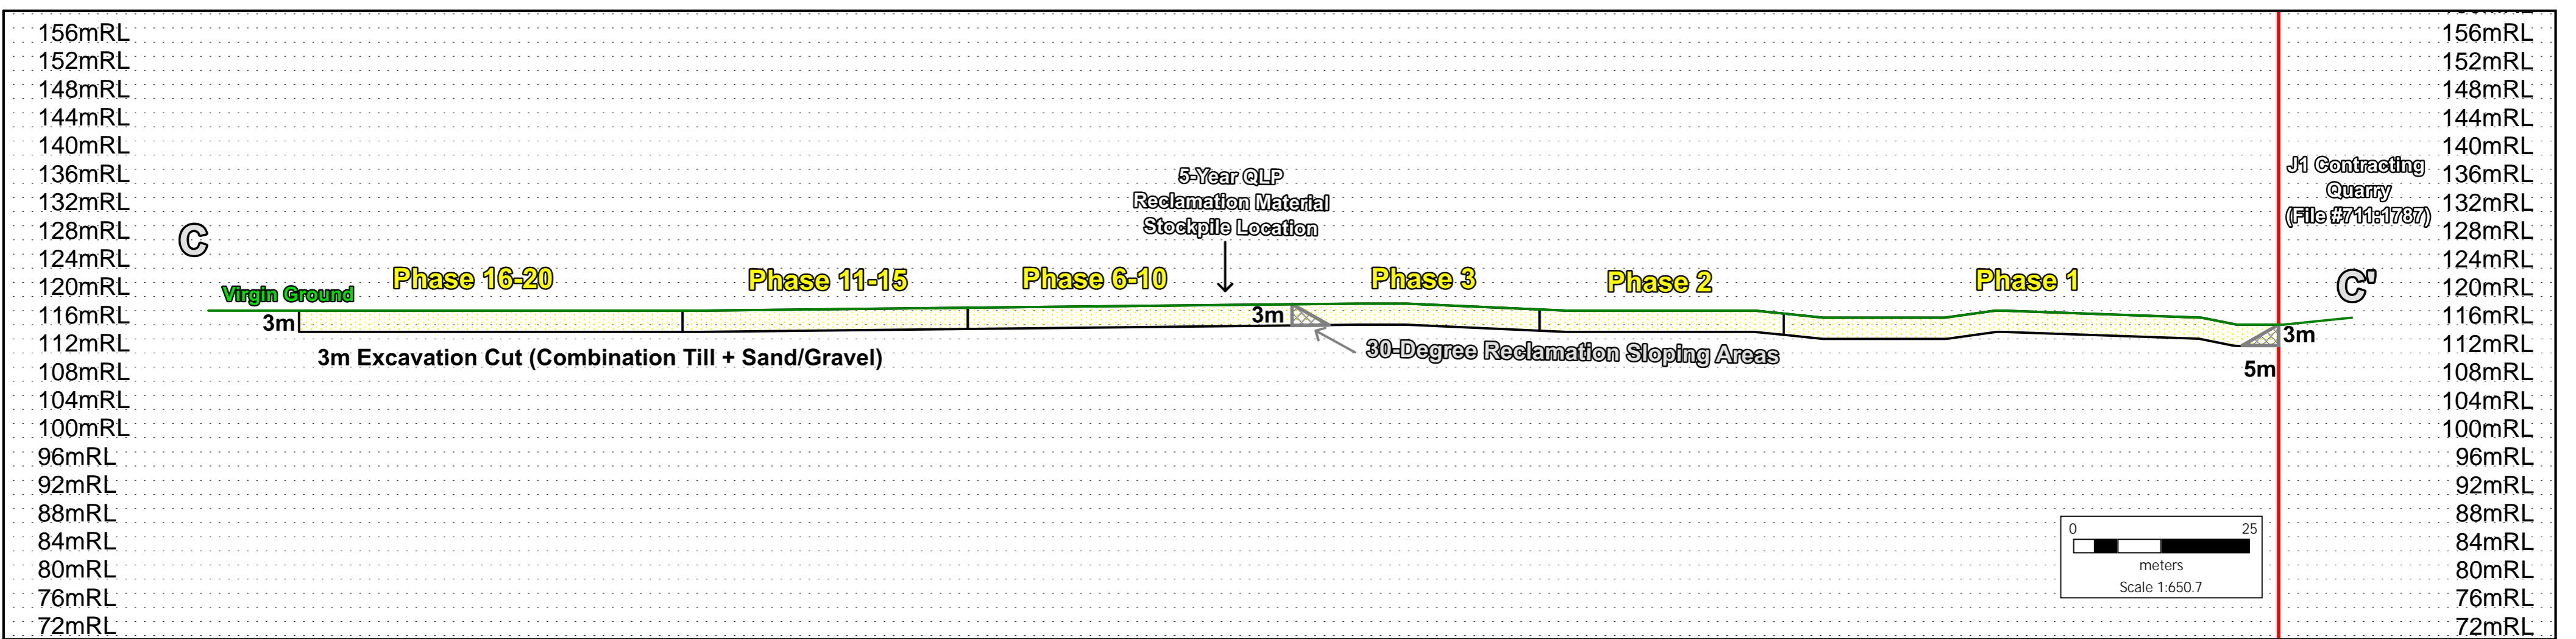 156mRL
152mRL
148mRL
144mRL
140mRL
136mRL
132mRL
128mRL
124mRL
120mRL
116mRL
112mRL
108mRL
104mRL
100mRL
96mRL
92mRL
88mRL
84mRL
80mRL
76mRL
72mRL
C
Virgin Ground
3m
Phase 16-20
Phase 11-15
Phase 6-10
5-Year QLP
Reclamation Material
Stockpile Location
Phase 3
Phase 2
Phase 1
3m
3m Excavation Cut (Combination Till + Sand/Gravel)
30-Degree Reclamation Sloping Areas
J1 Contracting
Quarry
(File #711:1787)
C'
3m
5m
0 25
meters
Scale 1:650.7
156mRL
152mRL
148mRL
144mRL
140mRL
136mRL
132mRL
128mRL
124mRL
120mRL
116mRL
112mRL
108mRL
104mRL
100mRL
96mRL
92mRL
88mRL
84mRL
80mRL
76mRL
72mRL